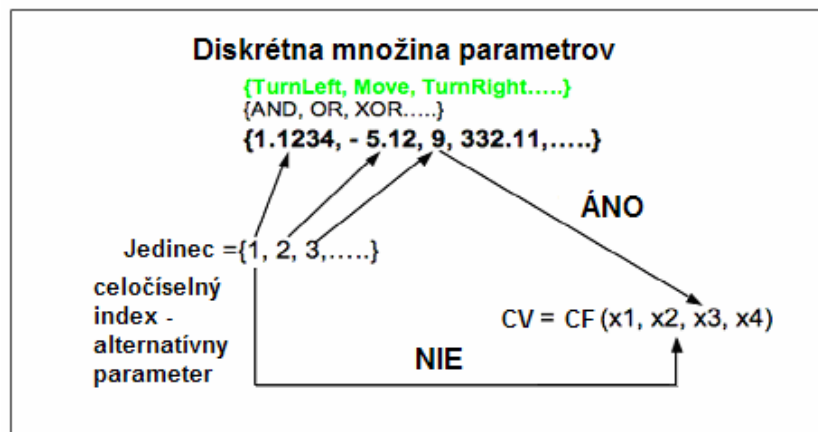 Diskrétna množina parametrov
{TurnLeft, Move, TurnRight.....}
{AND, OR, XOR.....}
{1.1234, - 5.12, 9, 332.11,.....}
ÁNO
Jedinec ={1, 2, 3,.....}
celočíselný
index -
alternatívny
parameter
CV = CF (x1, x2, x3, x4)
NIE